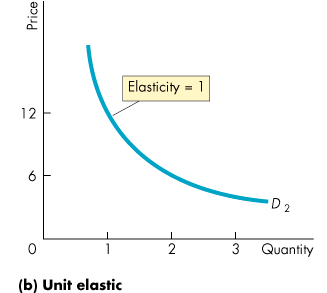 Price
Elasticity = 1
12
6
D 2
0
1
2
3
Quantity
(b) Unit elastic